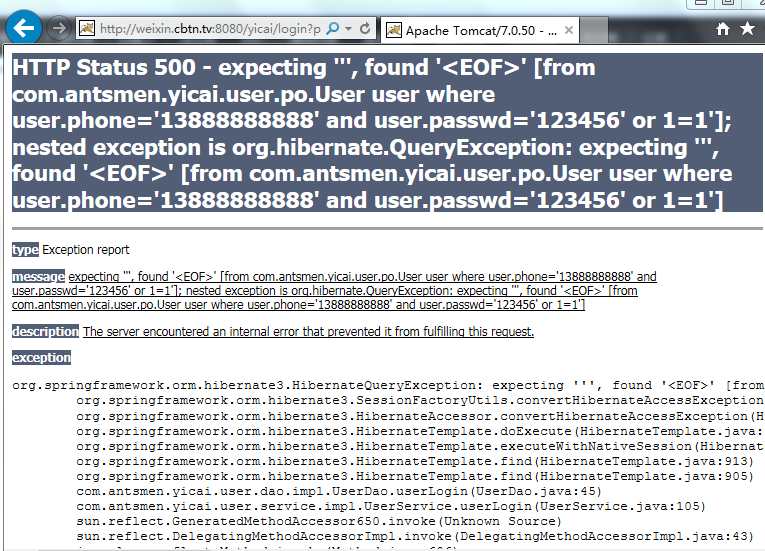 http://weixin.cbtn.tv:8080/yicai/login?p
Apache Tomcat/7.0.50 - ...
HTTP Status 500 - expecting ''', found '<EOF>' [from
com.antsmen.yicai.user.po.User user where
user.phone='13888888888' and user.passwd='123456' or 1=1'];
nested exception is org.hibernate.QueryException: expecting ''',
found '<EOF>' [from com.antsmen.yicai.user.po.User user where
user.phone='13888888888' and user.passwd='123456' or 1=1']
type Exception report
message expecting ''', found '<EOF>' [from com.antsmen.yicai.user.po.User user where user.phone='13888888888' and
user.passwd='123456' or 1=1']; nested exception is org.hibernate.QueryException: expecting ''', found '<EOF>' [from
com.antsmen.yicai.user.po.User user where user.phone='13888888888' and user.passwd='123456' or 1=1']
description The server encountered an internal error that prevented it from fulfilling this request.
exception
org.springframework.orm.hibernate3.HibernateQueryException: expecting ''', found '<EOF>' [from
org.springframework.orm.hibernate3.SessionFactoryUtils.convertHibernateAccessException
org.springframework.orm.hibernate3.HibernateAccessor.convertHibernateAccessException(H
org.springframework.orm.hibernate3.HibernateTemplate.doExecute(HibernateTemplate.java:
org.springframework.orm.hibernate3.HibernateTemplate.executeWithNativeSession(Hibernat
org.springframework.orm.hibernate3.HibernateTemplate.find(HibernateTemplate.java:913)
org.springframework.orm.hibernate3.HibernateTemplate.find(HibernateTemplate.java:905)
com.antsmen.yicai.user.dao.impl.UserDao.userLogin(UserDao.java:45)
com.antsmen.yicai.user.service.impl.UserService.userLogin(UserService.java:105)
sun.reflect.GeneratedMethodAccessor650.invoke(Unknown Source)
sun.reflect.DelegatingMethodAccessorImpl.invoke(DelegatingMethodAccessorImpl.java:43)